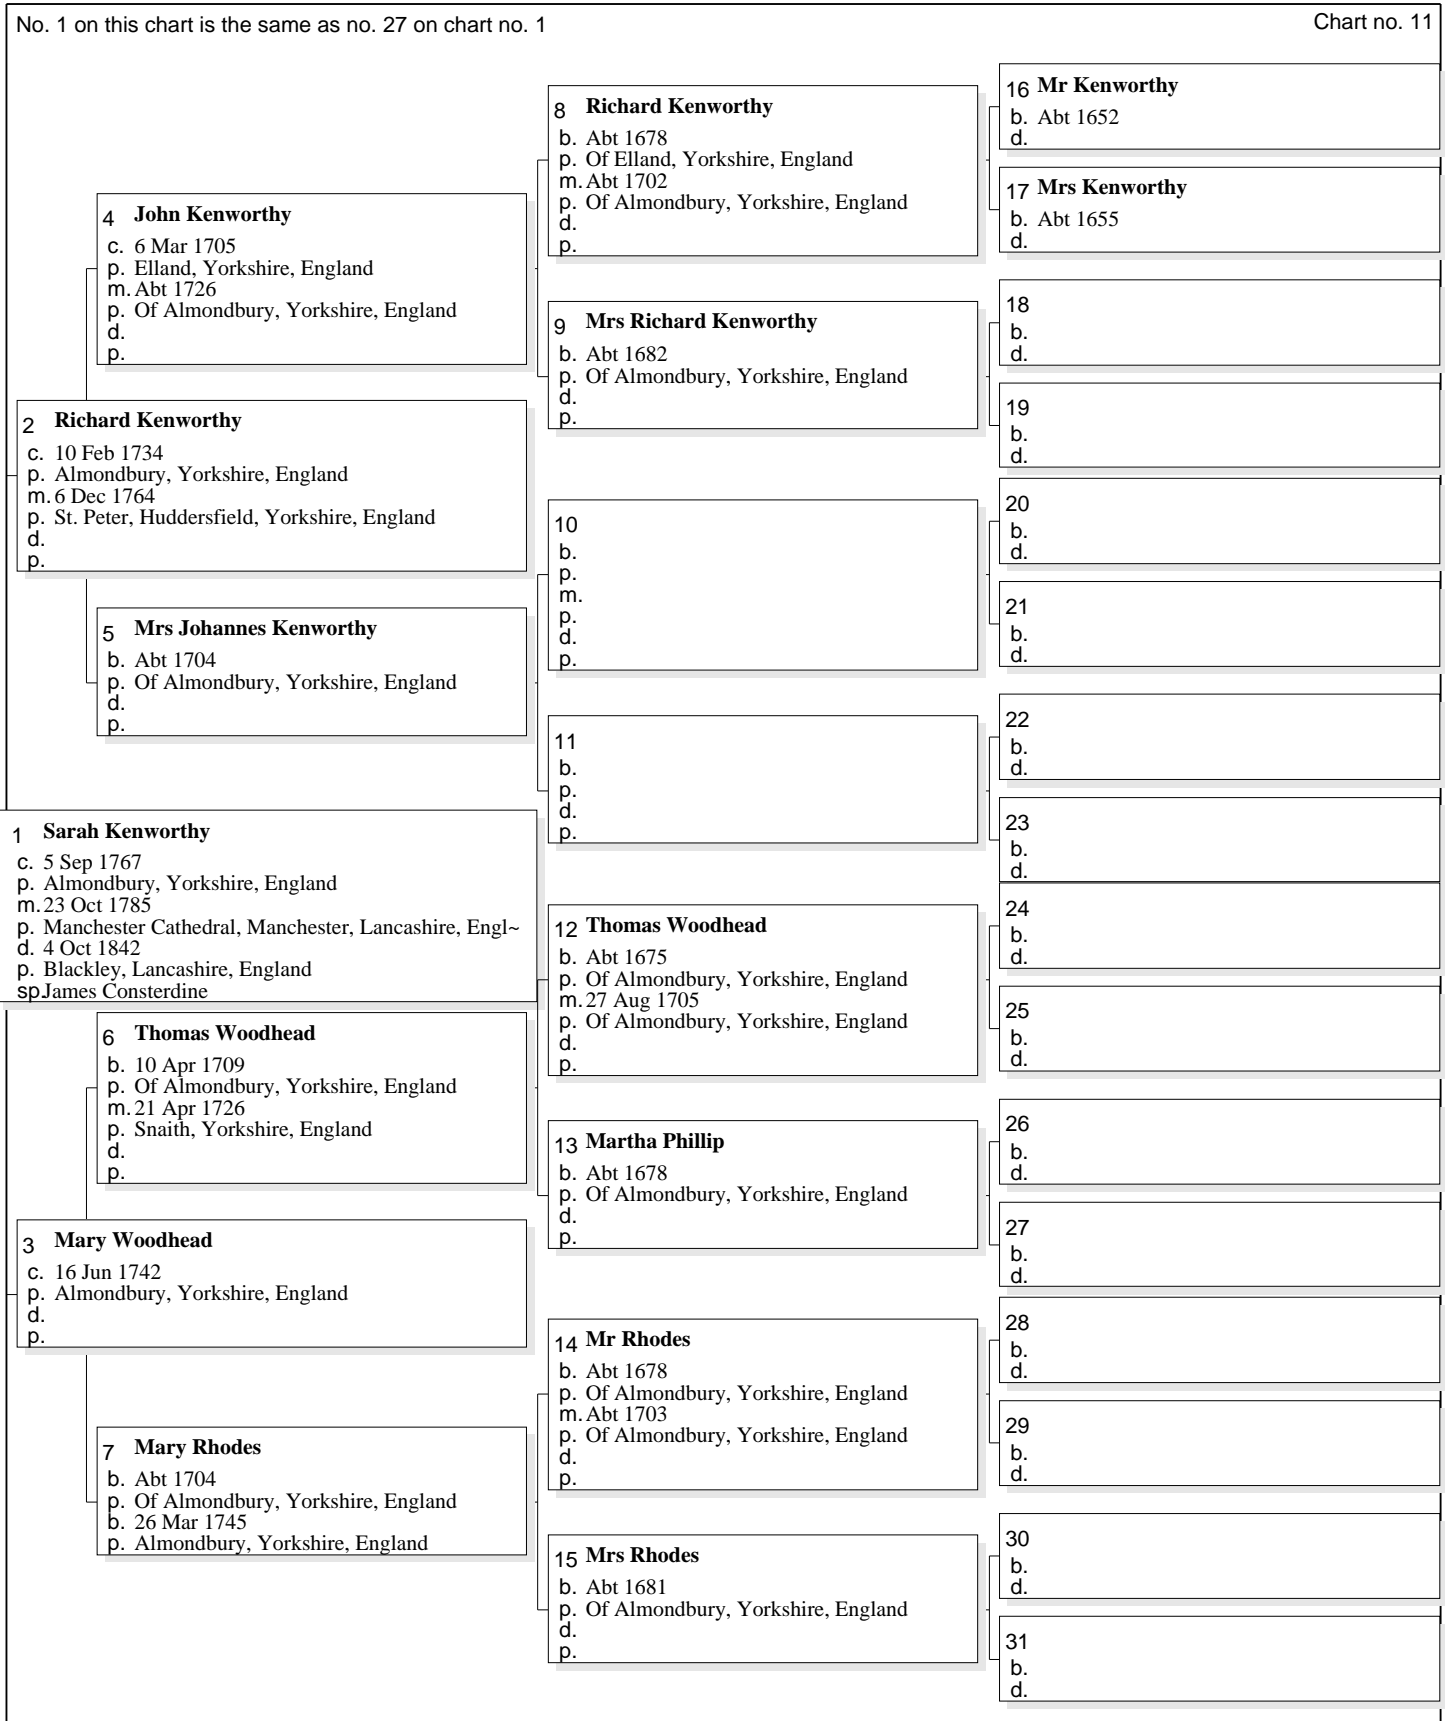 No. 1 on this chart is the same as no. 27 on chart no. 1
Chart no. 11
1 Sarah Kenworthy
c. 5 Sep 1767
p. Almondbury, Yorkshire, England
m. 23 Oct 1785
p. Manchester Cathedral, Manchester, Lancashire, Engl~
d. 4 Oct 1842
p. Blackley, Lancashire, England
sp. James Consterdine
2 Richard Kenworthy
c. 10 Feb 1734
p. Almondbury, Yorkshire, England
m. 6 Dec 1764
p. St. Peter, Huddersfield, Yorkshire, England
d.
p.
3 Mary Woodhead
c. 16 Jun 1742
p. Almondbury, Yorkshire, England
d.
p.
4 John Kenworthy
c. 6 Mar 1705
p. Elland, Yorkshire, England
m. Abt 1726
p. Of Almondbury, Yorkshire, England
d.
p.
5 Mrs Johannes Kenworthy
b. Abt 1704
p. Of Almondbury, Yorkshire, England
d.
p.
6 Thomas Woodhead
b. 10 Apr 1709
p. Of Almondbury, Yorkshire, England
m. 21 Apr 1726
p. Snaith, Yorkshire, England
d.
p.
7 Mary Rhodes
b. Abt 1704
p. Of Almondbury, Yorkshire, England
b. 26 Mar 1745
p. Almondbury, Yorkshire, England
8 Richard Kenworthy
b. Abt 1678
p. Of Elland, Yorkshire, England
m. Abt 1702
p. Of Almondbury, Yorkshire, England
d.
p.
9 Mrs Richard Kenworthy
b. Abt 1682
p. Of Almondbury, Yorkshire, England
d.
p.
10
b.
p.
m.
p.
d.
p.
11
b.
p.
d.
p.
12 Thomas Woodhead
b. Abt 1675
p. Of Almondbury, Yorkshire, England
m. 27 Aug 1705
p. Of Almondbury, Yorkshire, England
d.
p.
13 Martha Phillip
b. Abt 1678
p. Of Almondbury, Yorkshire, England
d.
p.
14 Mr Rhodes
b. Abt 1678
p. Of Almondbury, Yorkshire, England
m. Abt 1703
p. Of Almondbury, Yorkshire, England
d.
p.
15 Mrs Rhodes
b. Abt 1681
p. Of Almondbury, Yorkshire, England
d.
p.
16 Mr Kenworthy
b. Abt 1652
d.
17 Mrs Kenworthy
b. Abt 1655
d.
18
b.
d.
19
b.
d.
20
b.
d.
21
b.
d.
22
b.
d.
23
b.
d.
24
b.
d.
25
b.
d.
26
b.
d.
27
b.
d.
28
b.
d.
29
b.
d.
30
b.
d.
31
b.
d.